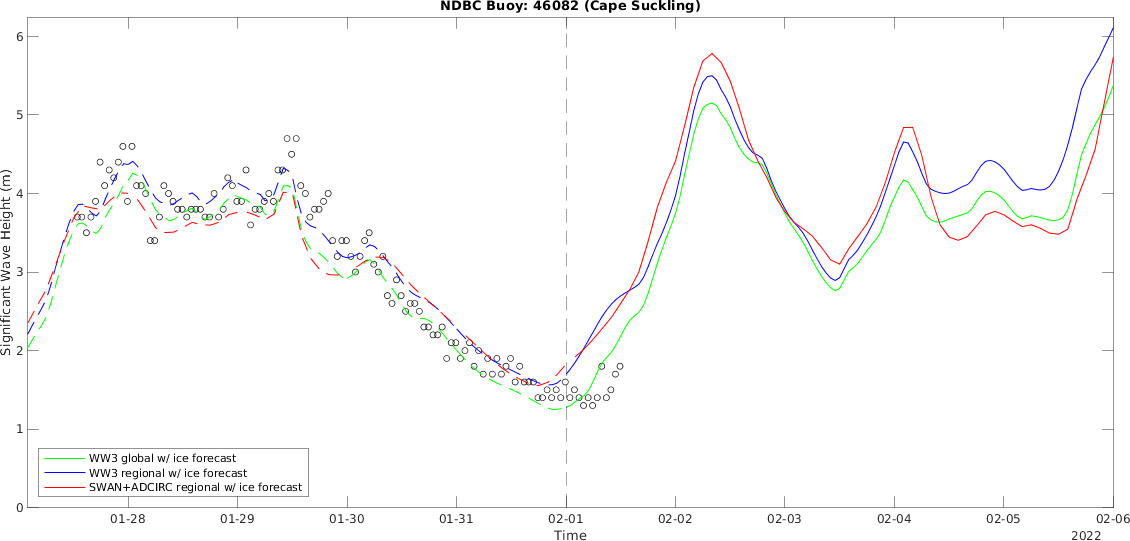 NDBC Buoy: 46082 (Cape Suckling)
6
5
4
3
2
1
0
Significant Wave Height (m)
WW3 global w/ ice forecast
WW3 regional w/ ice forecast
SWAN+ADCIRC regional w/ ice forecast
01-28 01-29 01-30 01-31 02-01 02-02 02-03 02-04 02-05 02-06
Time
2022